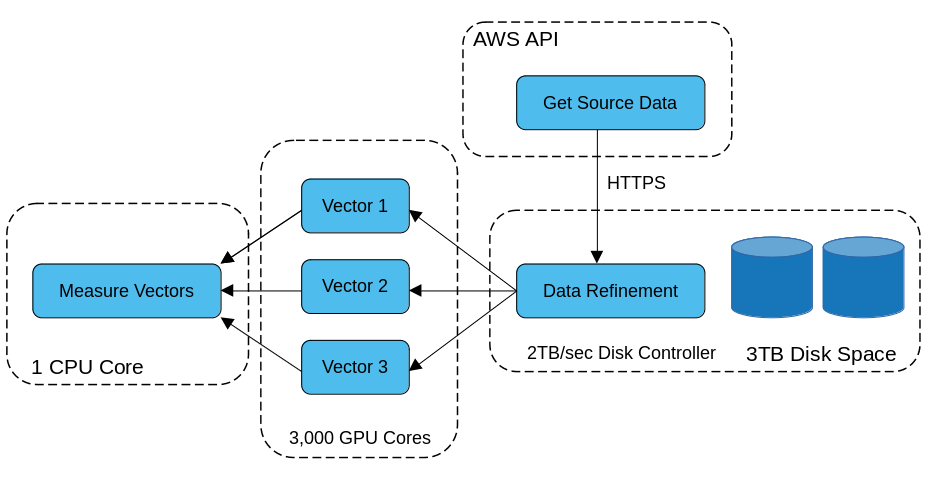 AWS API
Get Source Data
HTTPS
Vector 1
Vector 2
Vector 3
3,000 GPU Cores
Measure Vectors
1 CPU Core
Data Refinement
2TB/sec Disk Controller
3TB Disk Space